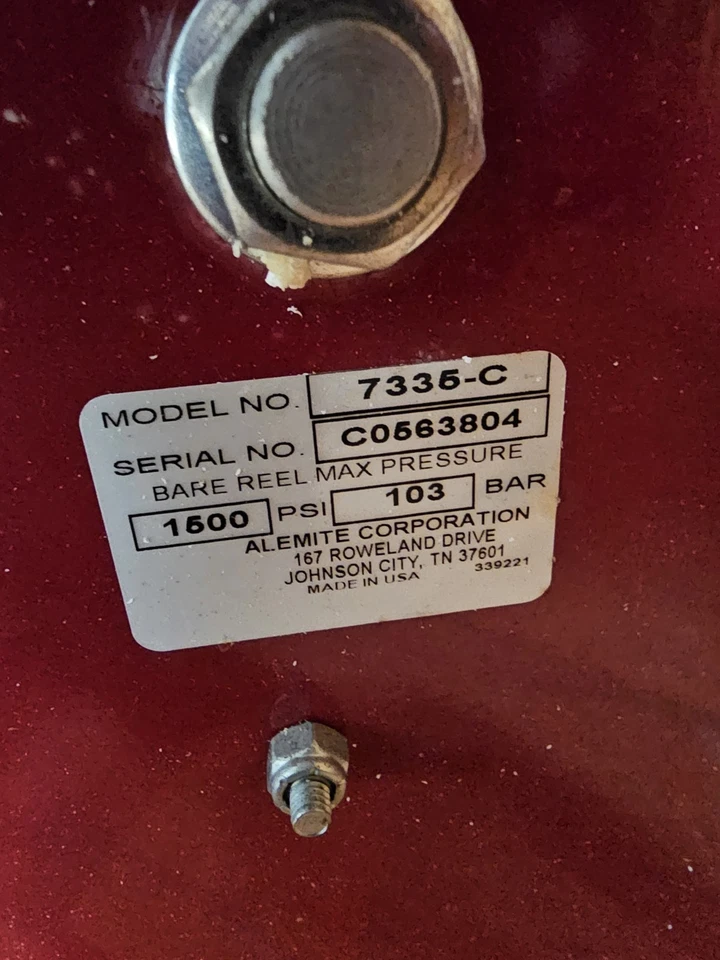 MODEL NO. 7335-C
SERIAL NO. C0563804
BARE REEL MAX PRESSURE
1500 PSI 103 BAR
ALEMITE CORPORATION
167 ROWELAND DRIVE
JOHNSON CITY, TN 37601
MADE IN USA 339221